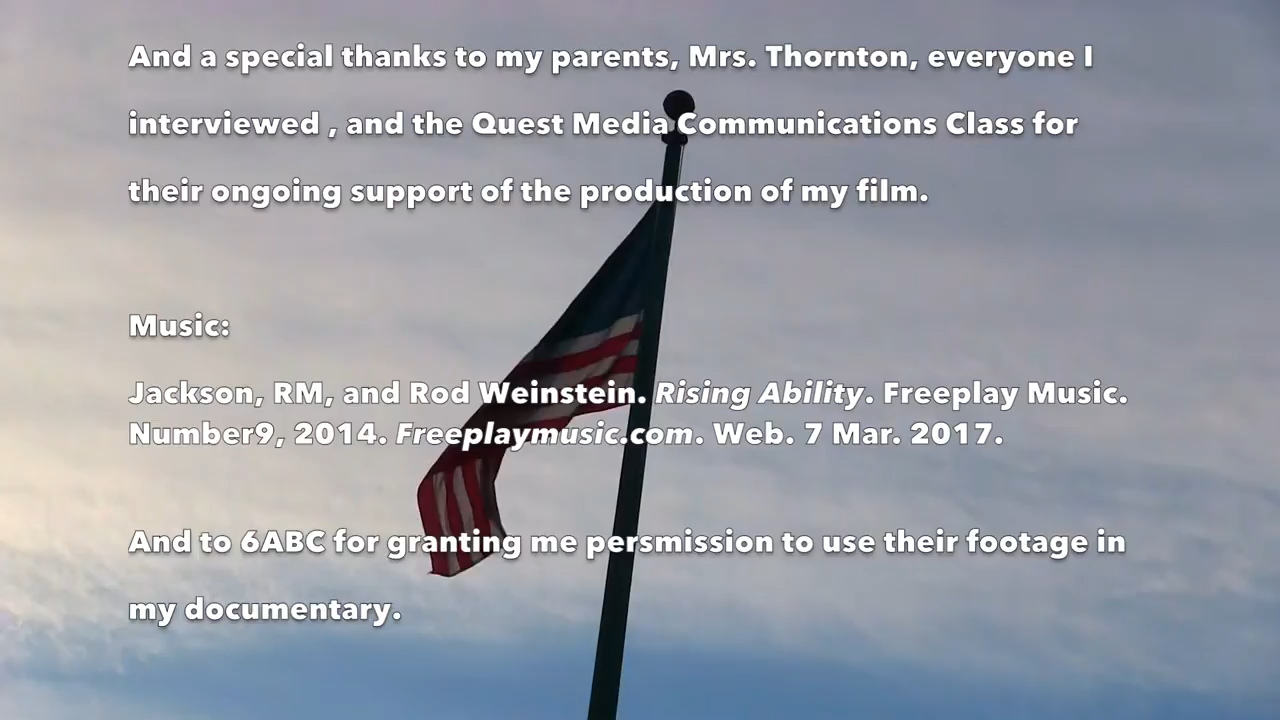 And a special thanks to my parents, Mrs. Thornton, everyone I
interviewed , and the Quest Media Communications Class for
their ongoing support of the production of my film.
Music:
Jackson, RM, and Rod Weinstein. Rising Ability. Freeplay Music.
Number9, 2014. Freeplaymusic.com. Web. 7 Mar. 2017.
And to 6ABC for granting me persmission to use their footage in
my documentary.